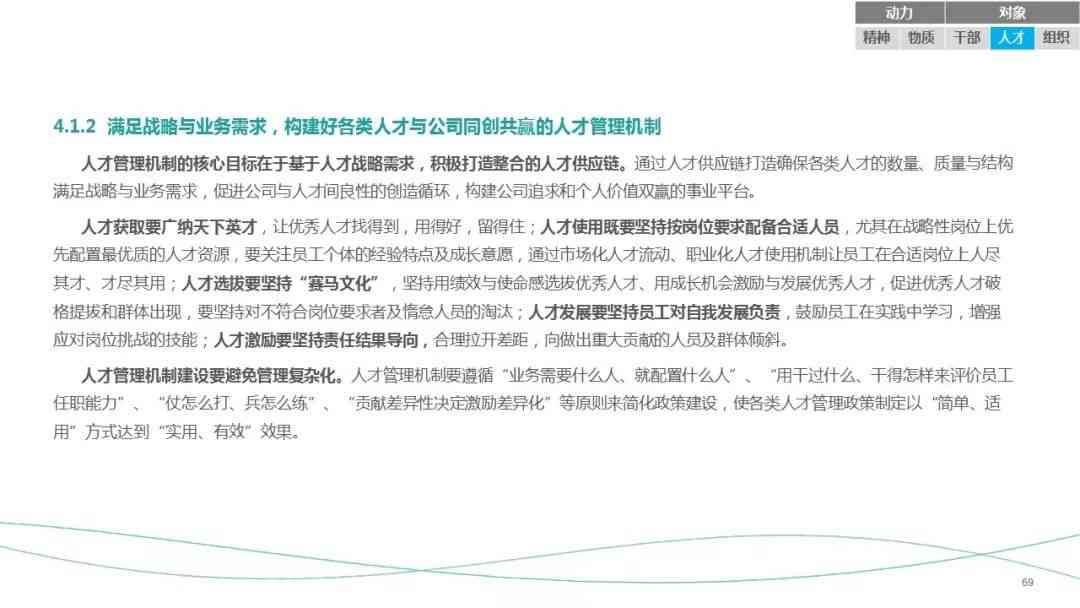 动力 对象
精神 物质 干部 人才 组织
4.1.2 满足战略与业务需求，构建好各类人才与公司同创共赢的人才管理机制
人才管理机制的核心目标在于基于人才战略需求，积极打造整合的人才供应链。通过人才供应链打造确保各类人才的数量、质量与结构
满足战略与业务需求，促进公司与人才间良性的创造循环，构建公司追求和个人价值双赢的事业平台。
人才获取要广纳天下英才，让优秀人才找得到，用得好，留得住；人才使用既要坚持按岗位要求配备合适人员，尤其在战略性岗位上优
先配置最优质的人才资源，要关注员工个体的经验特点及成长意愿，通过市场化人才流动、职业化人才使用机制让员工在合适岗位上人尽
其才、才尽其用；人才选拔要坚持“赛马文化”，坚持用绩效与使命感选拔优秀人才、用成长机会激励与发展优秀人才，促进优秀人才破
格提拔和群体出现，要坚持对不符合岗位要求者及惰怠人员的淘汰；人才发展要坚持员工对自我发展负责，鼓励员工在实践中学习，增强
应对岗位挑战的技能；人才激励要坚持责任结果导向，合理拉开差距，向做出重大贡献的人员及群体倾斜。
人才管理机制建设要避免管理复杂化。人才管理机制要遵循“业务需要什么人、就配置什么人”、“用干过什么、干得怎样来评价员工
任职能力”、“仗怎么打、兵怎么练”、“贡献差异性决定激励差异化”等原则来简化政策建设，使各类人才管理政策制定以“简单、适
用”方式达到“实用、有效”效果。
69